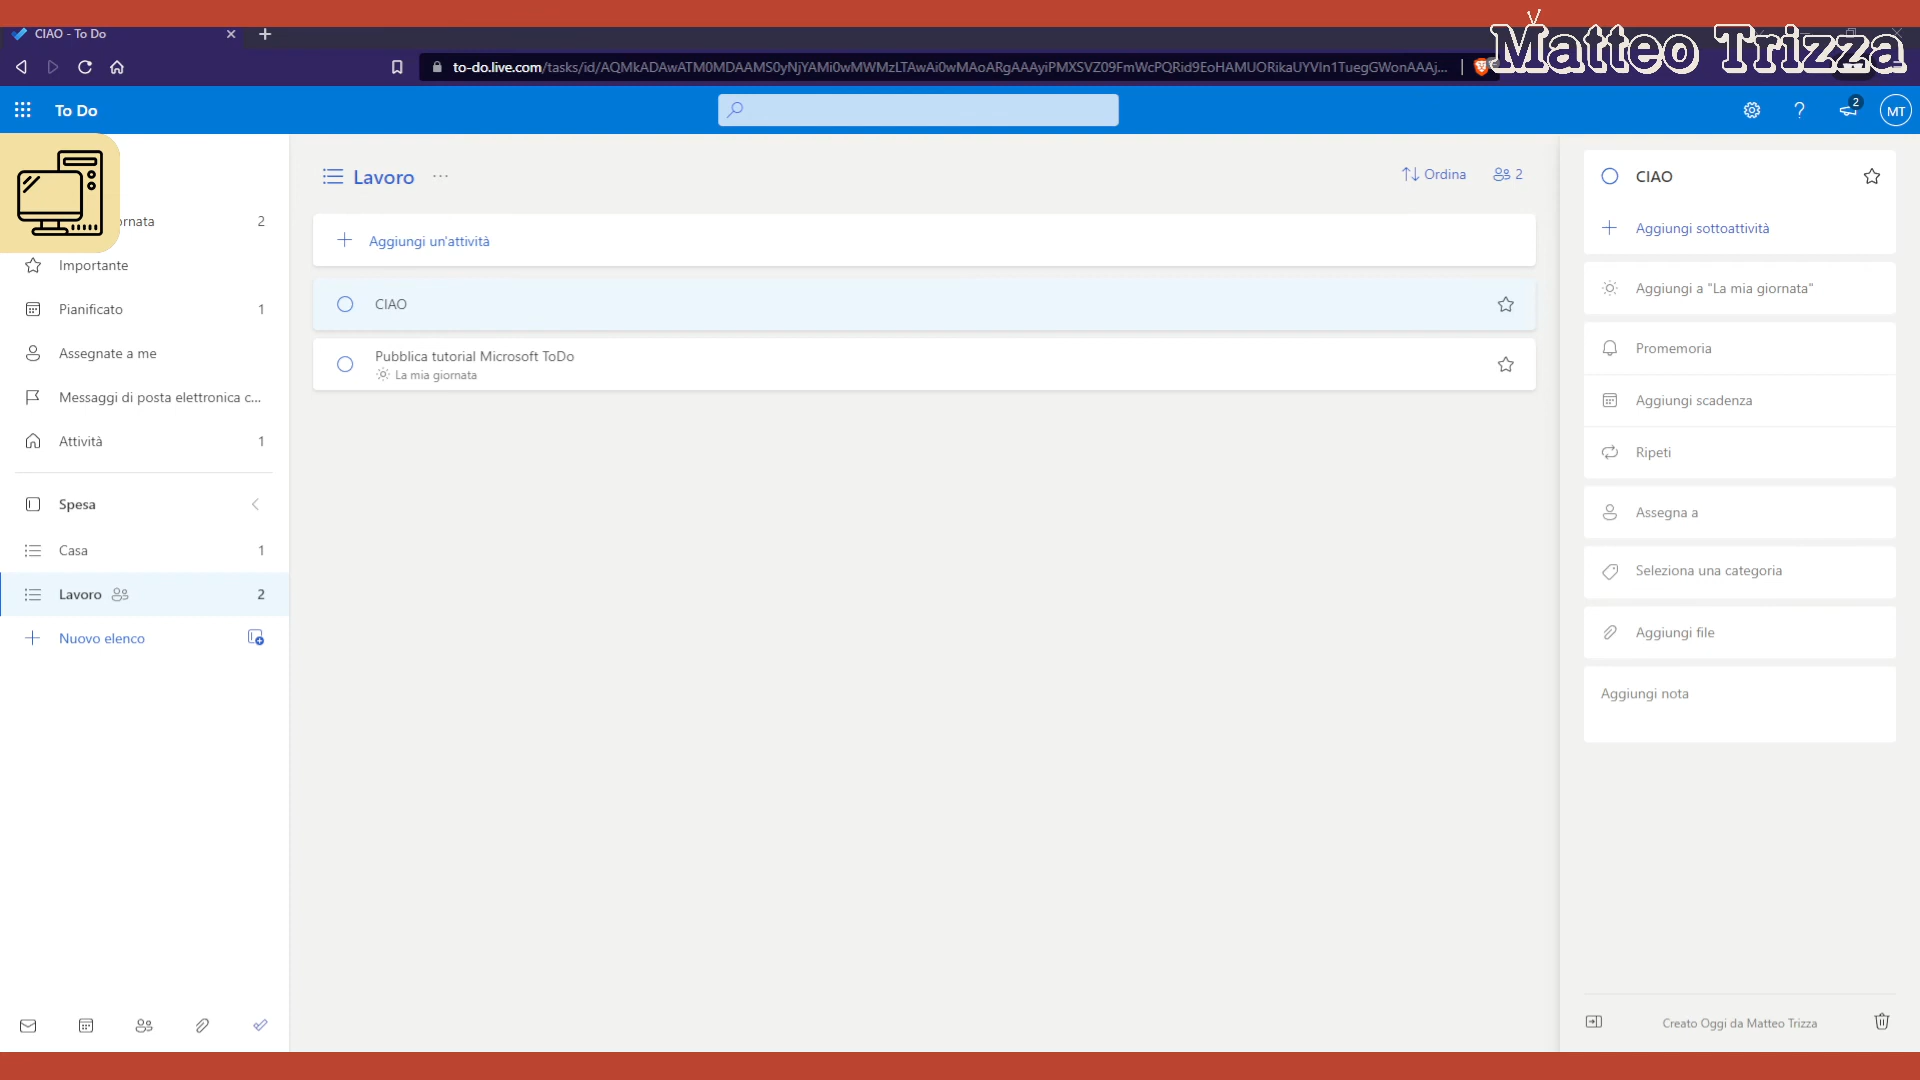 CIAO - To Do
Matteo Trizza
to-do.live.com/tasks/id/AQMkADAwATM0MDAAMS0yNjYAMi0wMWMzLTAwAi0wMAoARgAAAyiPMXSVZ09FmWcPQRid9EoHAMUORikaUYVIn1TuegGWonAAAj...
To Do
2
MT
ornata 2
Importante
Pianificato 1
Assegnate a me
Messaggi di posta elettronica c...
Attività 1
Spesa
Casa 1
Lavoro 2
Nuovo elenco
Lavoro ...
Ordina 2
Aggiungi un'attività
CIAO
Pubblica tutorial Microsoft ToDo
La mia giornata
CIAO
Aggiungi sottoattività
Aggiungi a "La mia giornata"
Promemoria
Aggiungi scadenza
Ripeti
Assegna a
Seleziona una categoria
Aggiungi file
Aggiungi nota
Creato Oggi da Matteo Trizza